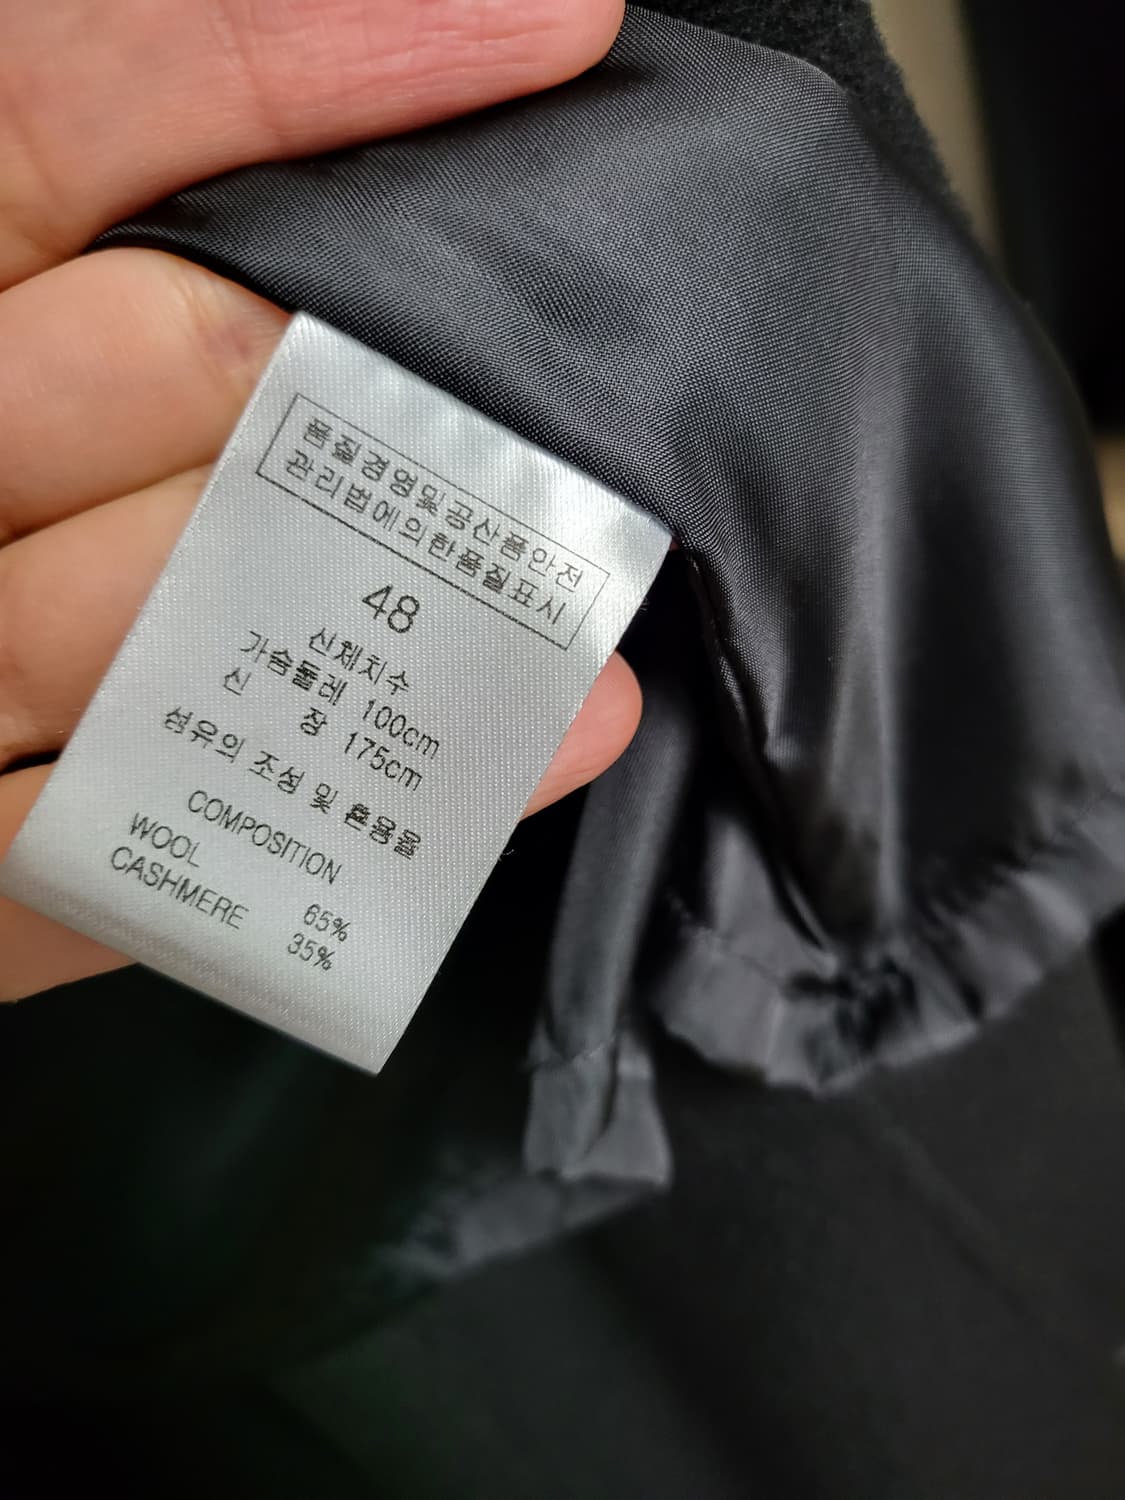 품질경영및공산품안전
관리법에의한품질표시
48
신체치수
가슴둘레 100cm
신 장 175cm
섬유의 조성 및 혼용율
COMPOSITION
WOOL 65%
CASHMERE 35%